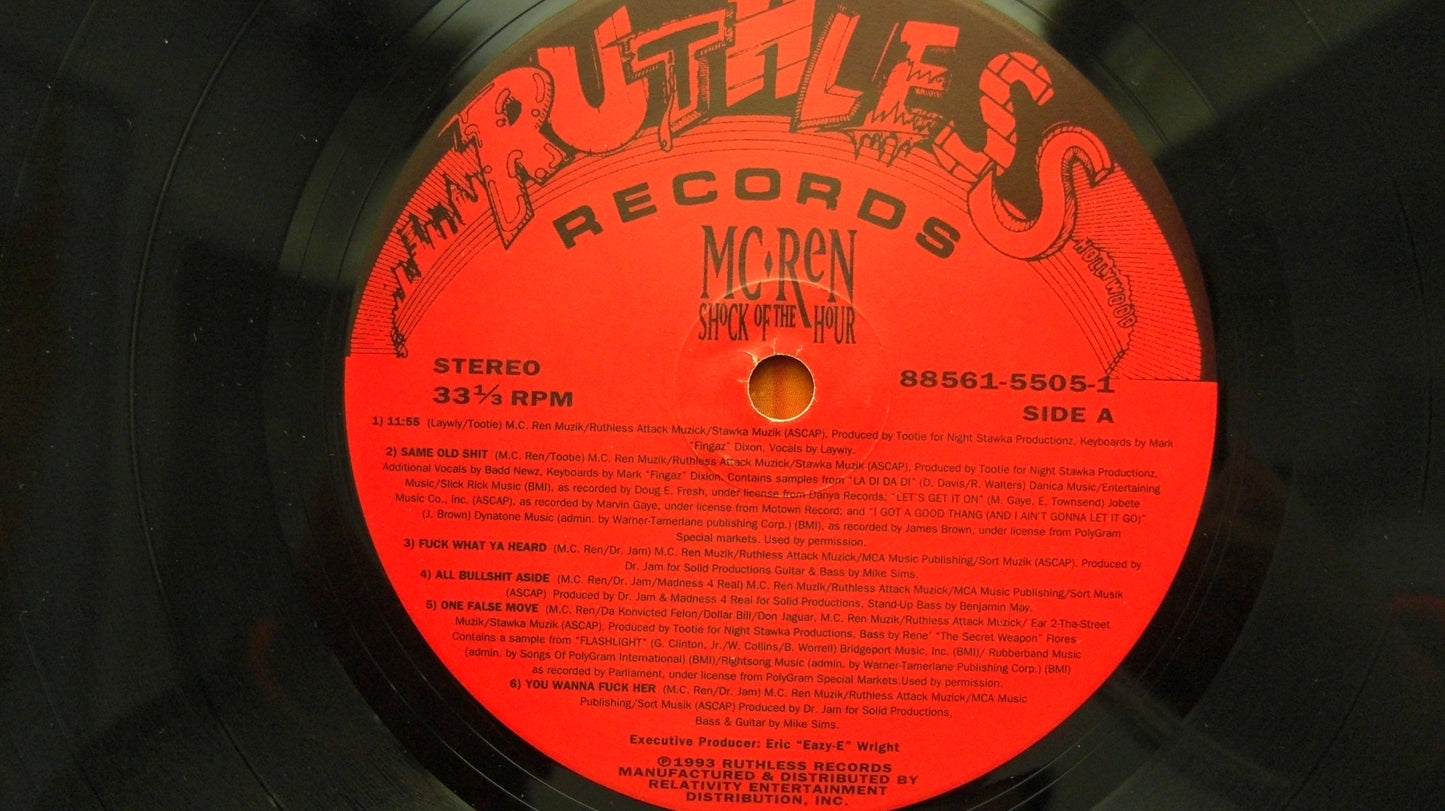 RUTHLESS
RECORDS
HOLLYWOOD
MC REN
SHOCK OF THE HOUR
STEREO
33⅓ RPM
88561-5505-1
SIDE A
1) 11:55 (Laywly/Tootie) M.C. Ren Muzik/Ruthless Attack Muzick/Stawka Muzik (ASCAP), Produced by Tootie for Night Stawka Productionz, Keyboards by Mark
"Fingaz" Dixon, Vocals by Laywly.
2) SAME OLD SHIT (M.C. Ren/Tootie) M.C. Ren Muzik/Ruthless Attack Muzick/Stawka Muzik (ASCAP), Produced by Tootie for Night Stawka Productionz,
Additional Vocals by Badd Newz, Keyboards by Mark "Fingaz" Dixon. Contains samples from "LA DI DA DI" (D. Davis/R. Walters) Danica Music/Entertaining
Music/Slick Rick Music (BMI), as recorded by Doug E. Fresh, under license from Danya Records; "LET'S GET IT ON" (M. Gaye, E. Townsend) Jobete
Music Co., Inc. (ASCAP), as recorded by Marvin Gaye, under license from Motown Record; and "I GOT A GOOD THANG (AND I AIN'T GONNA LET IT GO)"
(J. Brown) Dynatone Music (admin. by Warner-Tamerlane publishing Corp.) (BMI), as recorded by James Brown, under license from PolyGram
Special markets. Used by permission.
3) FUCK WHAT YA HEARD (M.C. Ren/Dr. Jam) M.C. Ren Muzik/Ruthless Attack Muzick/MCA Music Publishing/Sort Muzik (ASCAP). Produced by
Dr. Jam for Solid Productions Guitar & Bass by Mike Sims.
4) ALL BULLSHIT ASIDE (M.C. Ren/Dr. Jam/Madness 4 Real) M.C. Ren Muzik/Ruthless Attack Muzick/MCA Music Publishing/Sort Musik
(ASCAP) Produced by Dr. Jam & Madness 4 Real for Solid Productions, Stand-Up Bass by Benjamin May.
5) ONE FALSE MOVE (M.C. Ren/Da Konvicted Felon/Dollar Bill/Don Jaguar, M.C. Ren Muzik/Ruthless Attack Muzick/ Ear 2-Tha-Street
Muzik/Stawka Muzik (ASCAP), Produced by Tootie for Night Stawka Productions, Bass by Rene' "The Secret Weapon" Flores
Contains a sample from "FLASHLIGHT" (G. Clinton, Jr./W. Collins/B. Worrell) Bridgeport Music, Inc. (BMI)/ Rubberband Music
(admin. by Songs Of PolyGram International) (BMI)/Rightsong Music (admin. by Warner-Tamerlane Publishing Corp.) (BMI)
as recorded by Parliament, under license from PolyGram Special Markets.Used by permission.
6) YOU WANNA FUCK HER (M.C. Ren/Dr. Jam) M.C. Ren Muzik/Ruthless Attack Muzick/MCA Music
Publishing/Sort Musik (ASCAP) Produced by Dr. Jam for Solid Productions,
Bass & Guitar by Mike Sims.
Executive Producer: Eric "Eazy-E" Wright
℗1993 RUTHLESS RECORDS
MANUFACTURED & DISTRIBUTED BY
RELATIVITY ENTERTAINMENT
DISTRIBUTION, INC.